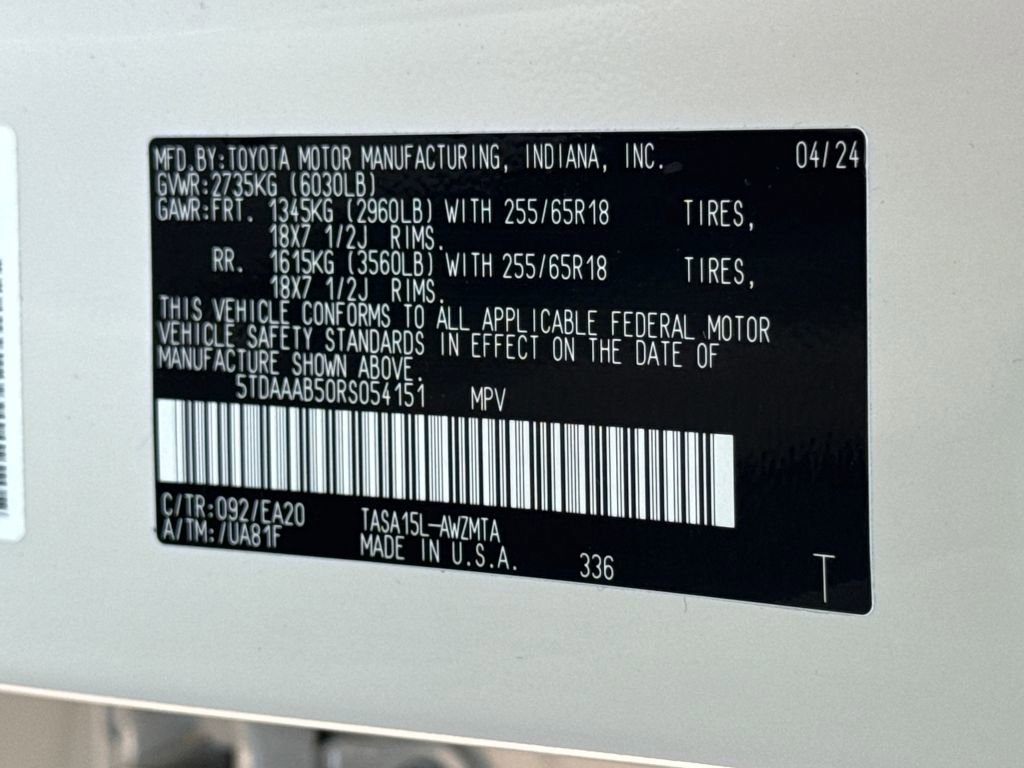 MFD.BY:TOYOTA MOTOR MANUFACTURING, INDIANA, INC. 04/24
GVWR:2735KG (6030LB)
GAWR:FRT. 1345KG (2960LB) WITH 255/65R18 TIRES,
18X7 1/2J RIMS.
RR. 1615KG (3560LB) WITH 255/65R18 TIRES,
18X7 1/2J RIMS.
THIS VEHICLE CONFORMS TO ALL APPLICABLE FEDERAL MOTOR
VEHICLE SAFETY STANDARDS IN EFFECT ON THE DATE OF
MANUFACTURE SHOWN ABOVE.
5TDAAAB50RS054151 MPV
C/TR:092/EA20 TASA15L-AWZMTA
A/TM:/UA81F MADE IN U.S.A. 336 T